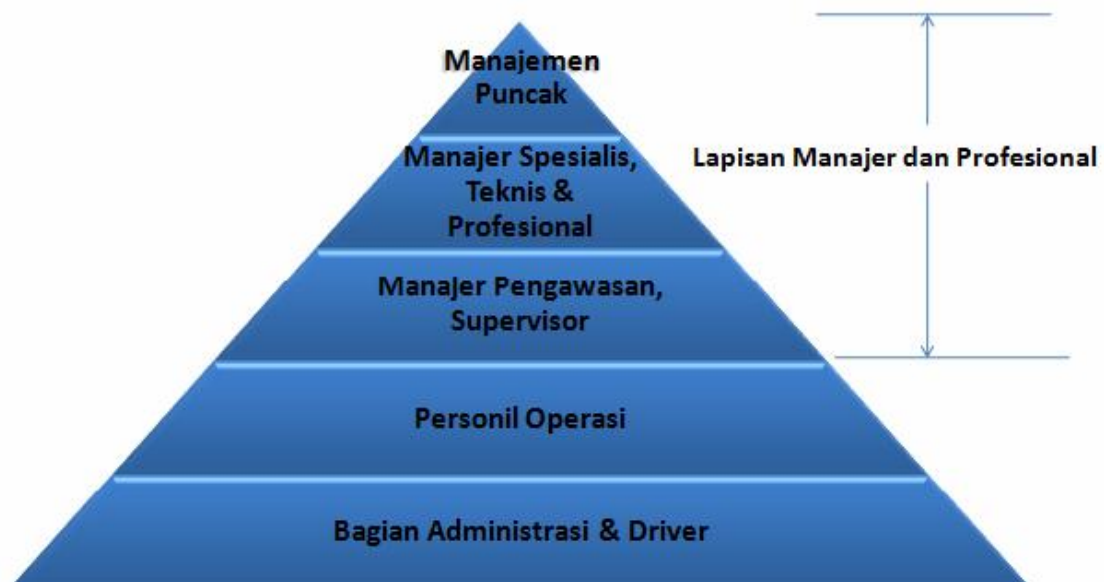 Manajemen
Puncak
Manajer Spesialis,
Teknis &
Profesional
Lapisan Manajer dan Profesional
Manajer Pengawasan,
Supervisor
Personil Operasi
Bagian Administrasi & Driver